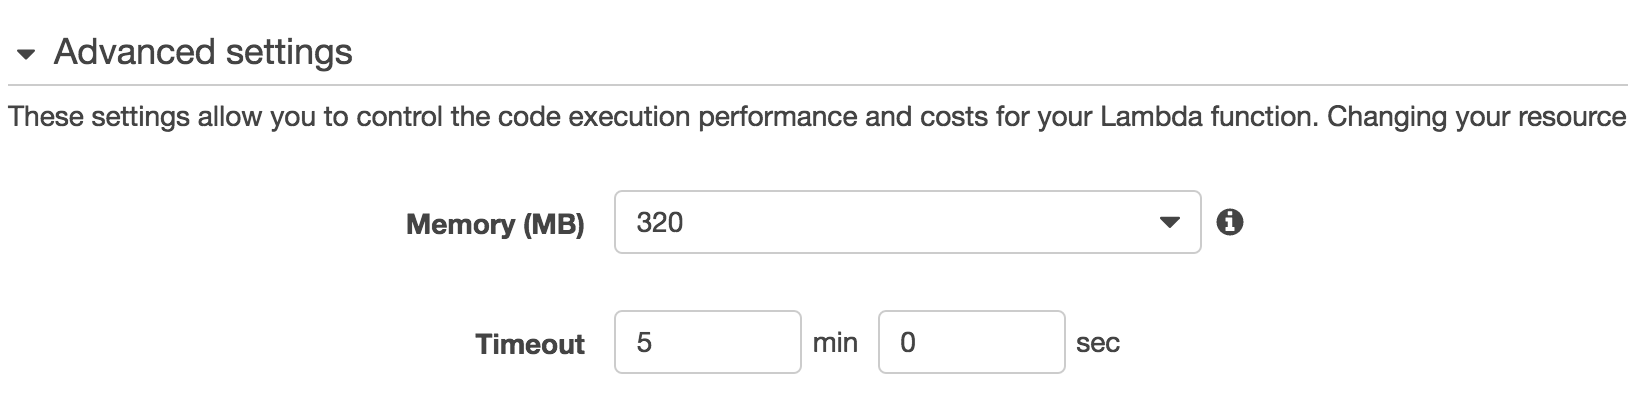 Advanced settings
These settings allow you to control the code execution performance and costs for your Lambda function. Changing your resource
Memory (MB) 320
Timeout 5 min 0 sec